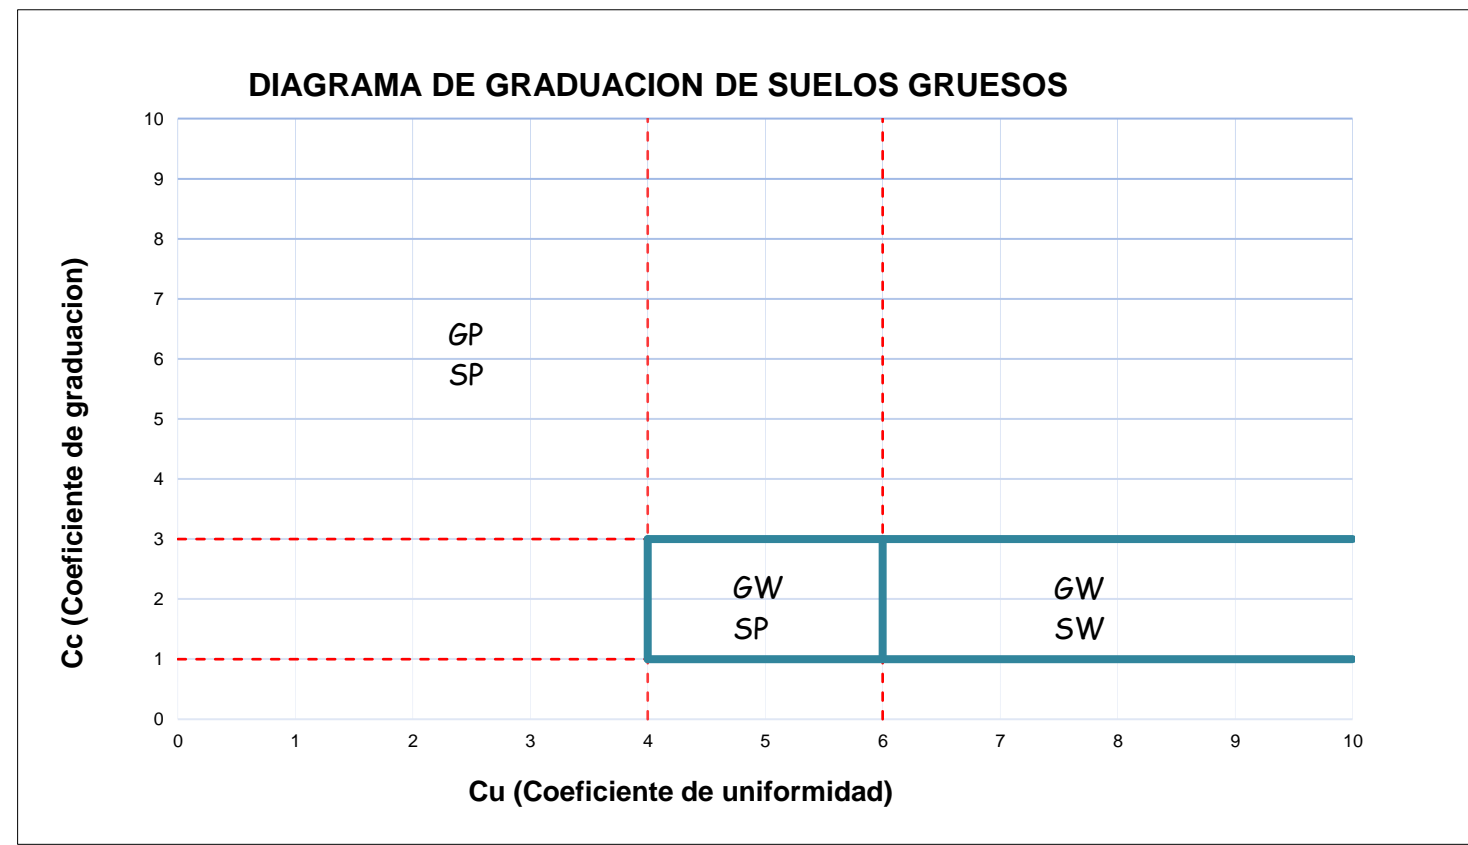 DIAGRAMA DE GRADUACION DE SUELOS GRUESOS
10
9
8
7
6
5
4
3
2
1
0
Cc (Coeficiente de graduacion)
GP
SP
GW
SP
GW
SW
0 1 2 3 4 5 6 7 8 9 10
Cu (Coeficiente de uniformidad)